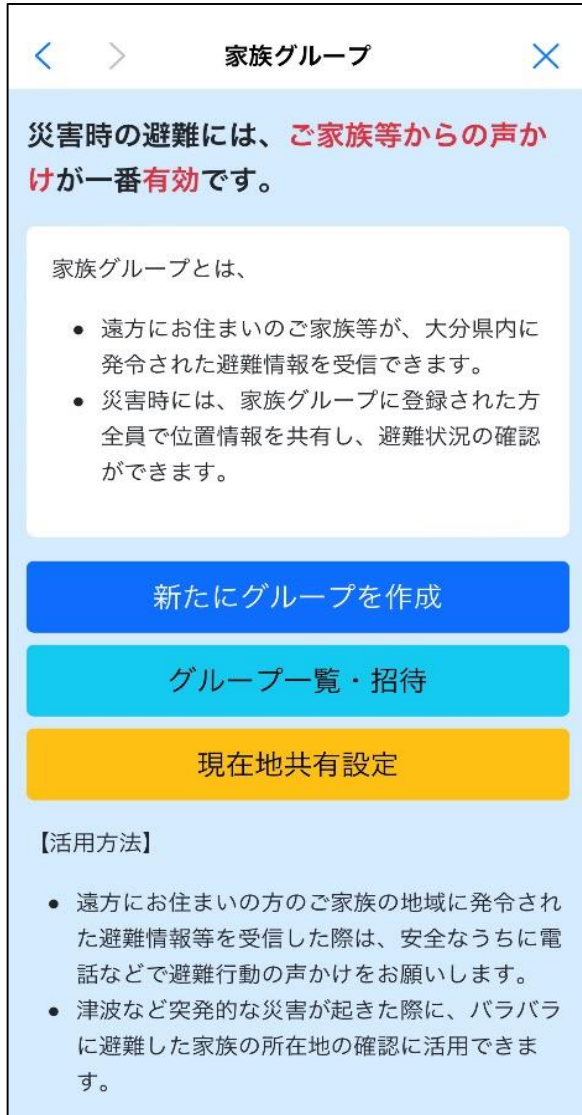 家族グループ
災害時の避難には、ご家族等からの声か
けが一番有効です。
家族グループとは、
● 遠方にお住まいのご家族等が、大分県内に
発令された避難情報を受信できます。
● 災害時には、家族グループに登録された方
全員で位置情報を共有し、避難状況の確認
ができます。
新たにグループを作成
グループ一覧・招待
現在地共有設定
【活用方法】
● 遠方にお住まいの方のご家族の地域に発令され
た避難情報等を受信した際は、安全なうちに電
話などで避難行動の声かけをお願いします。
● 津波など突発的な災害が起きた際に、バラバラ
に避難した家族の所在地の確認に活用できま
す。